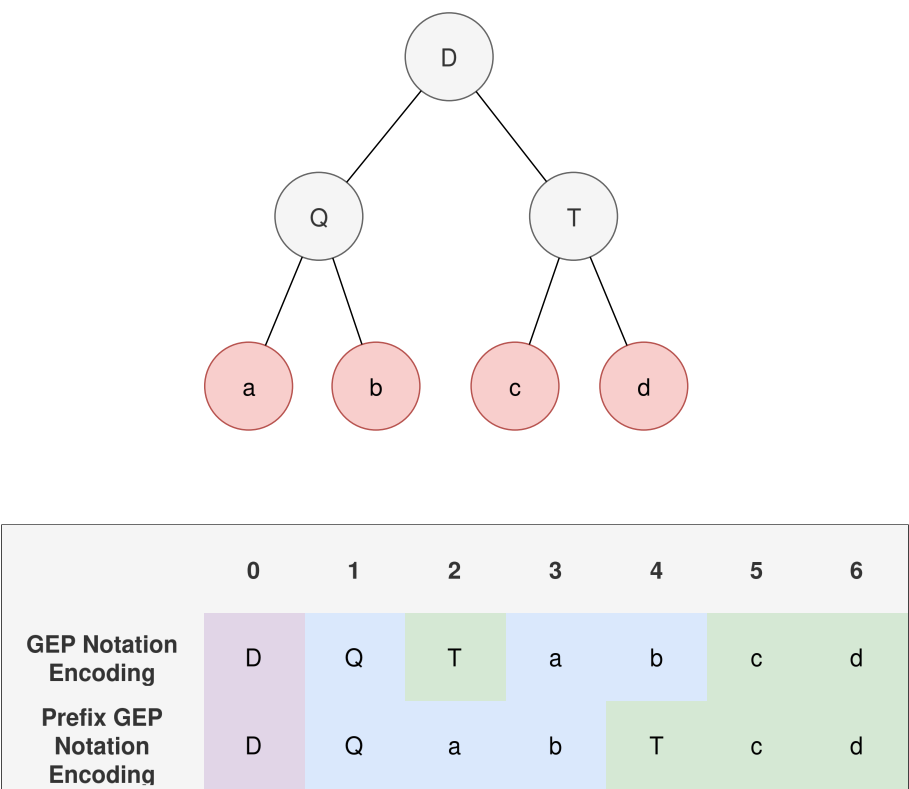 D
Q T
a b c d
0 1 2 3 4 5 6
GEP Notation
Encoding
D Q T a b c d
Prefix GEP
Notation
Encoding
D Q a b T c d